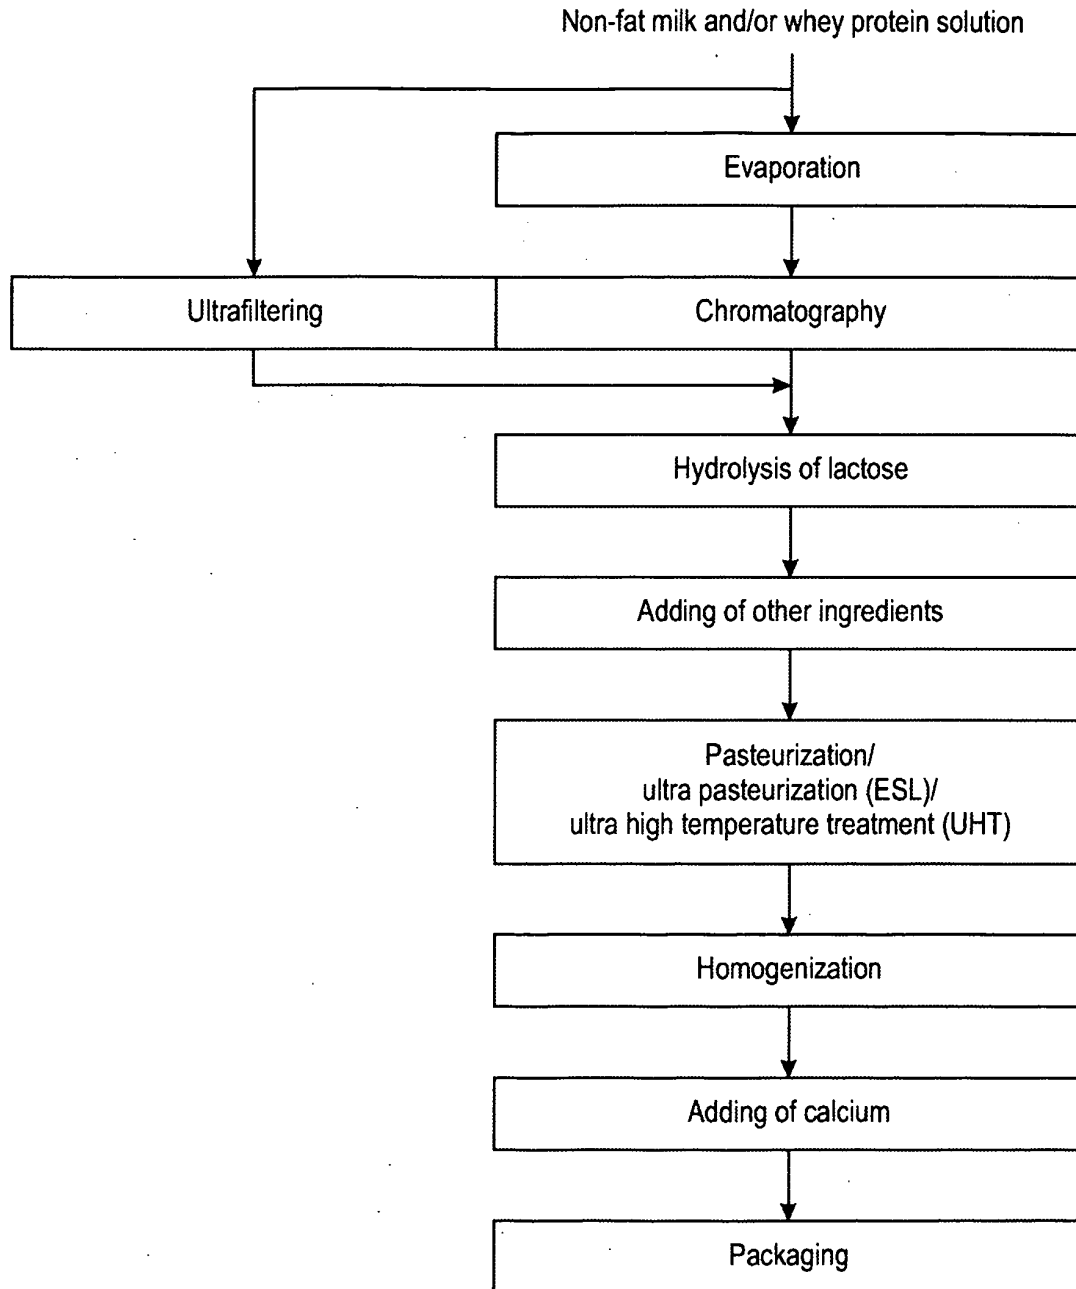 Non-fat milk and/or whey protein solution
Evaporation
Ultrafiltering
Chromatography
Hydrolysis of lactose
Adding of other ingredients
Pasteurization/
ultra pasteurization (ESL)/
ultra high temperature treatment (UHT)
Homogenization
Adding of calcium
Packaging